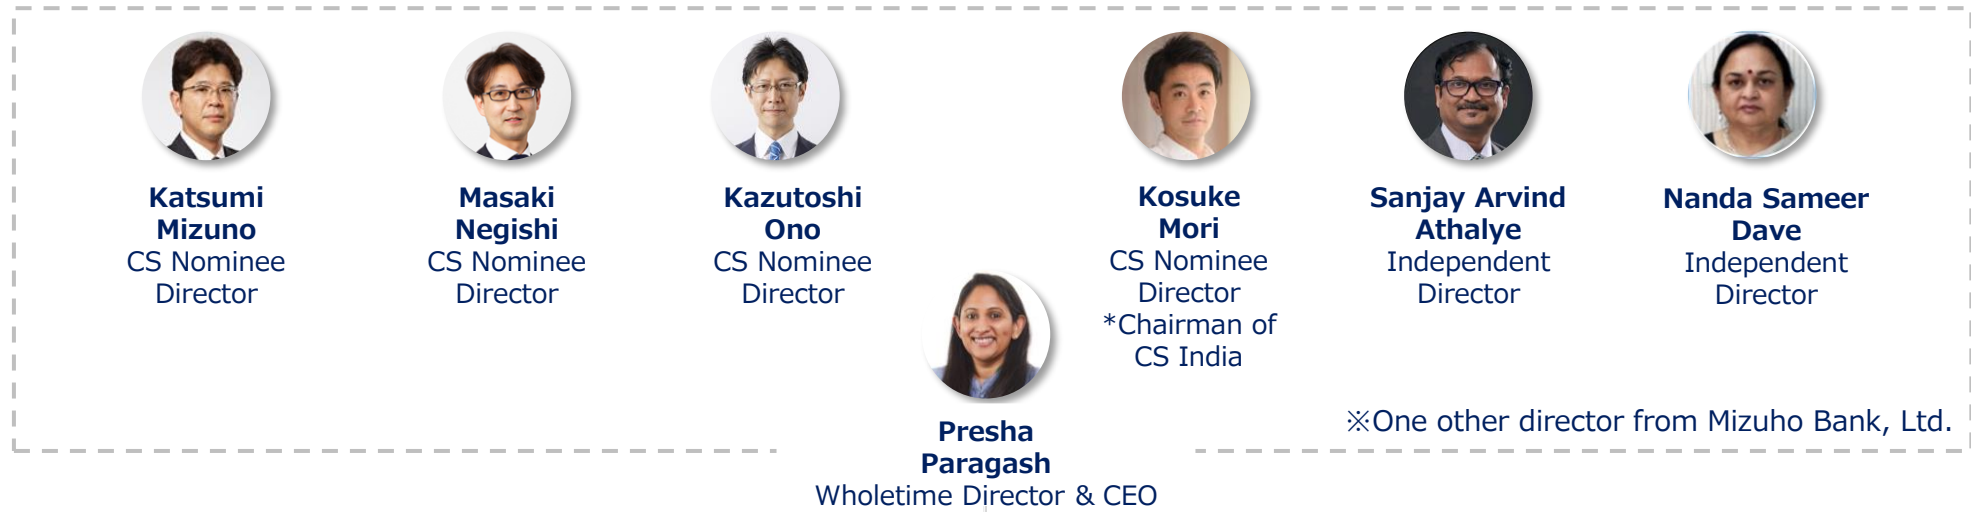 Katsumi
Mizuno
CS Nominee
Director
Masaki
Negishi
CS Nominee
Director
Kazutoshi
Ono
CS Nominee
Director
Kosuke
Mori
CS Nominee
Director
*Chairman of
CS India
Sanjay Arvind
Athalye
Independent
Director
Nanda Sameer
Dave
Independent
Director
※One other director from Mizuho Bank, Ltd.
Presha
Paragash
Wholetime Director & CEO